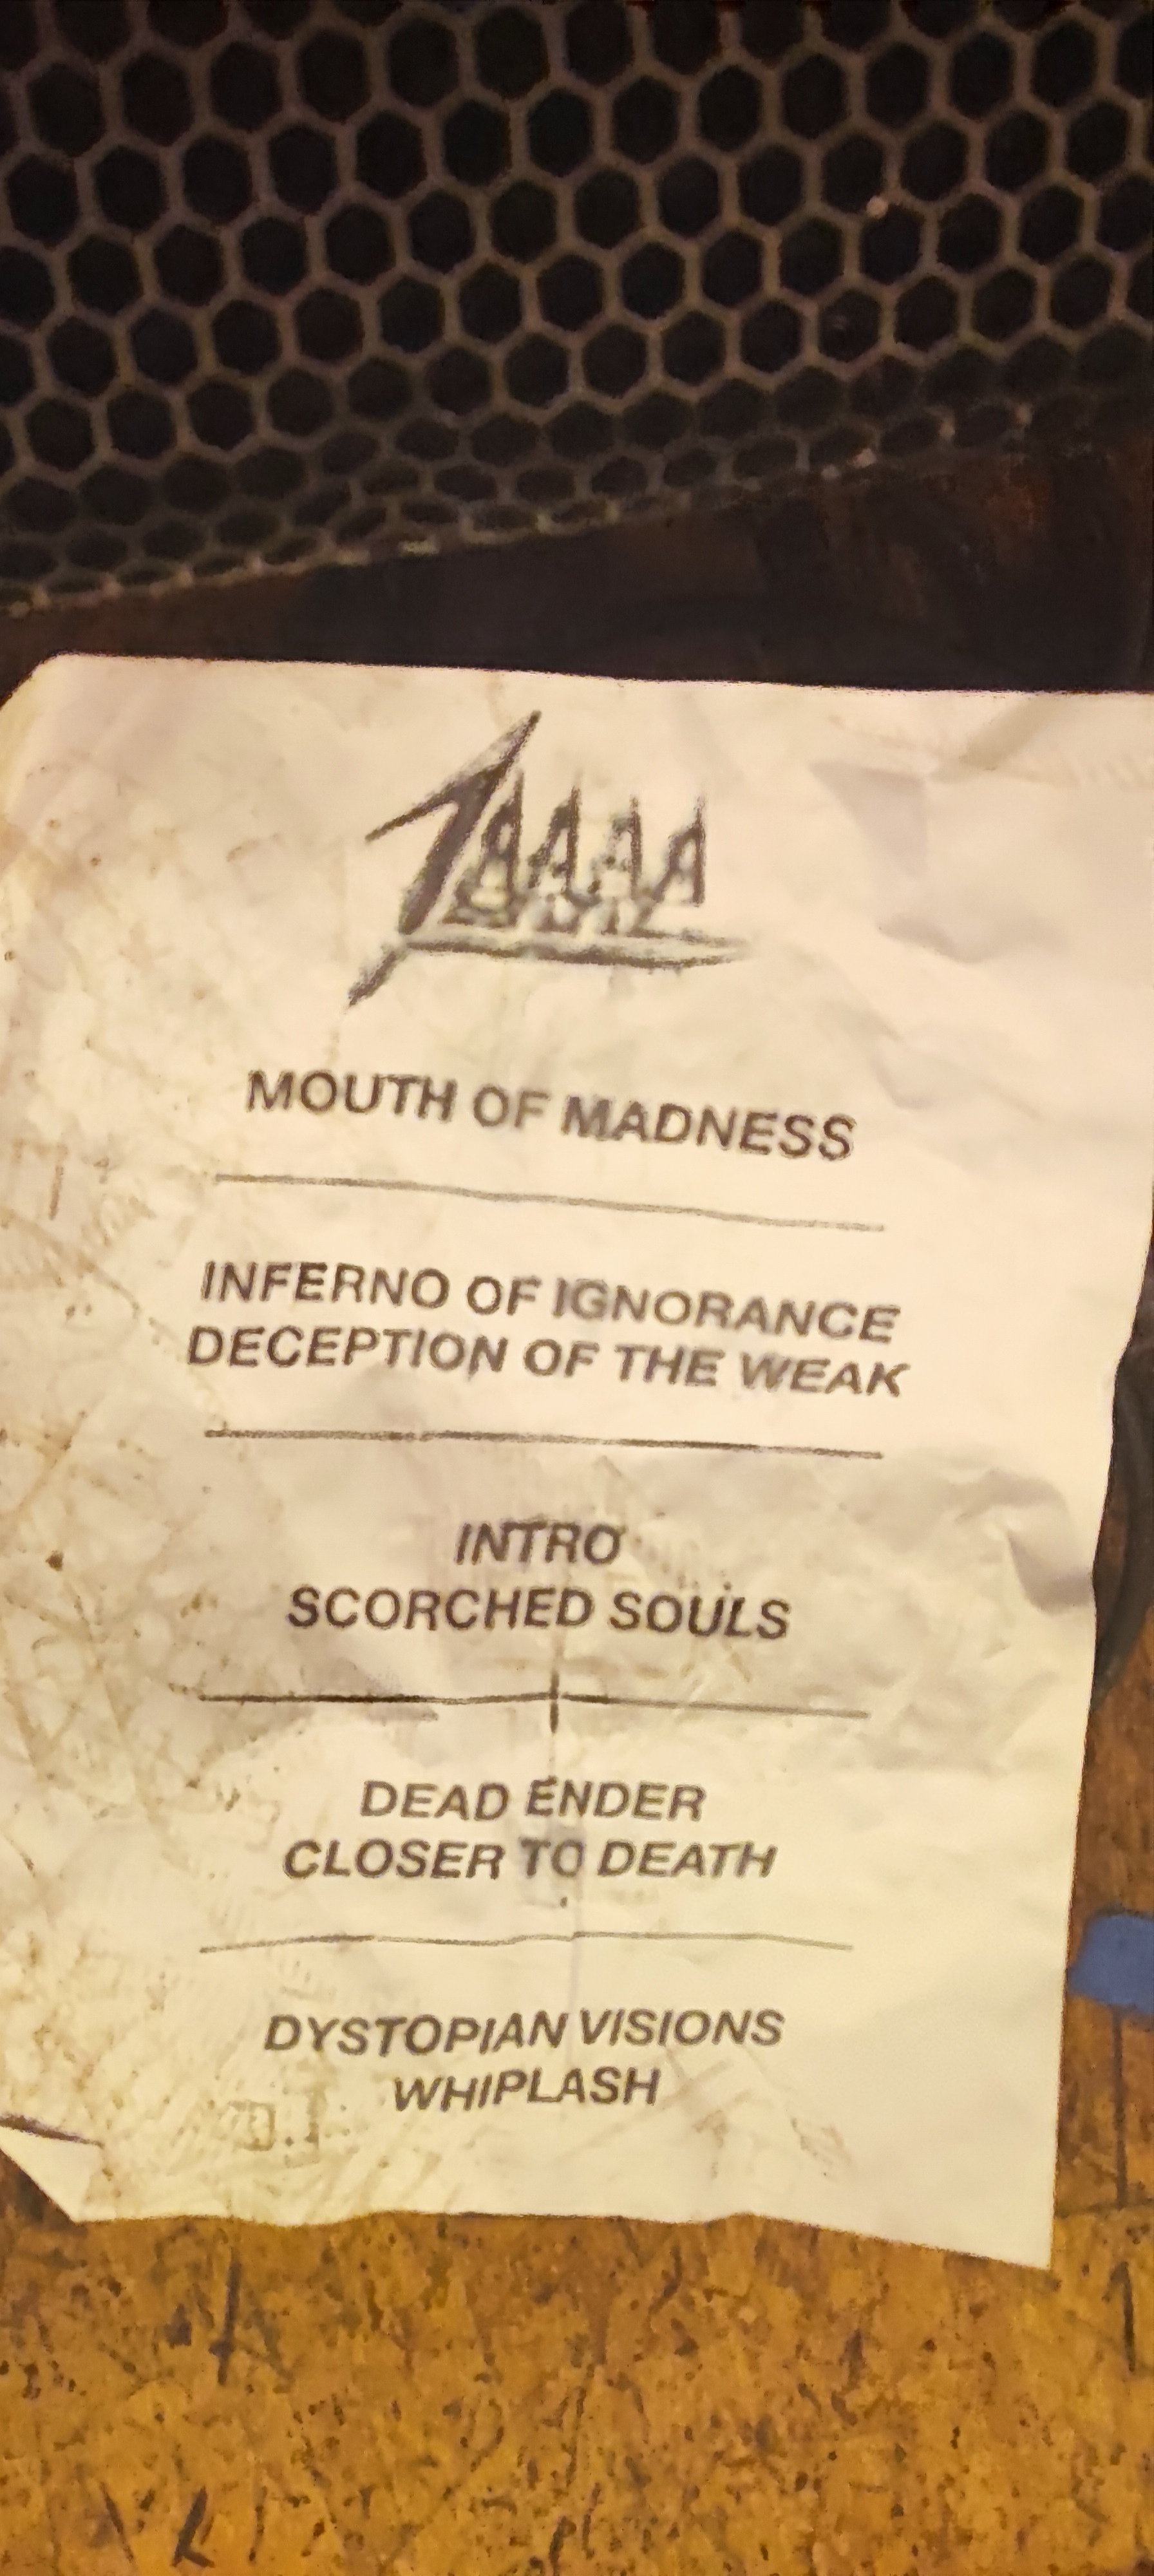 MOUTH OF MADNESS
INFERNO OF IGNORANCE
DECEPTION OF THE WEAK
INTRO
SCORCHED SOULS
DEAD ENDER
CLOSER TO DEATH
DYSTOPIAN VISIONS
WHIPLASH